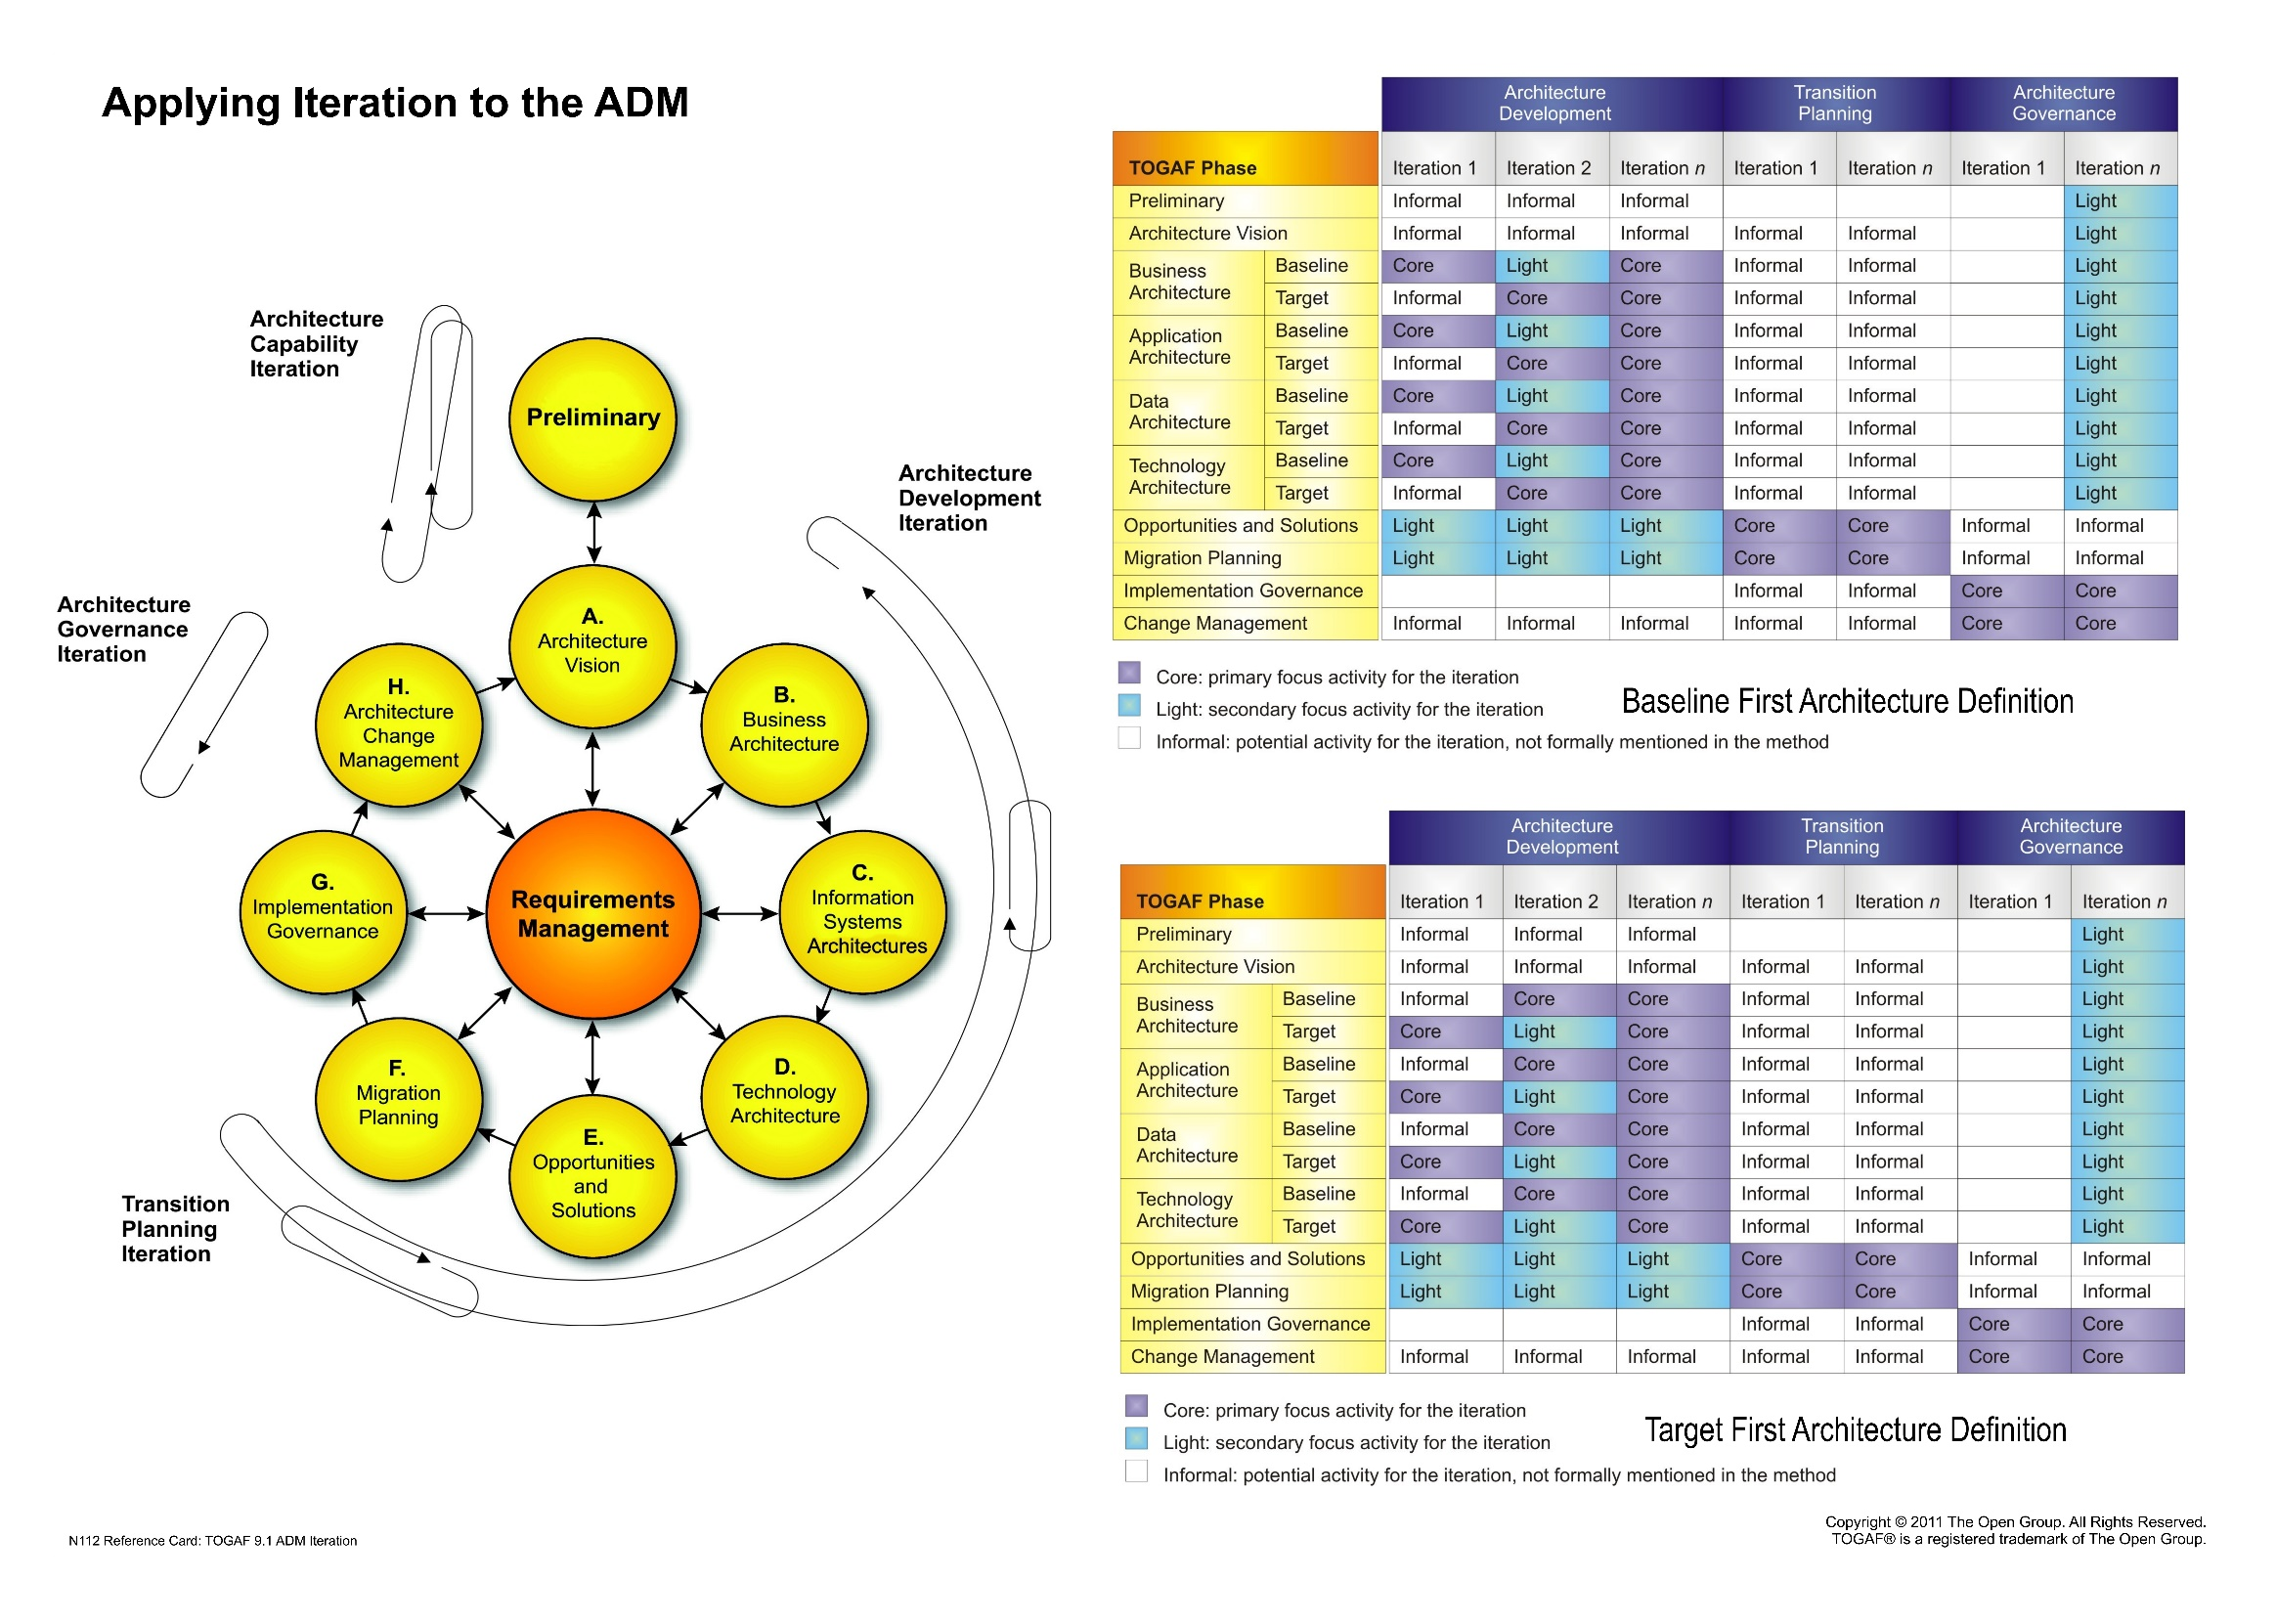 Applying Iteration to the ADM
Architecture
Capability
Iteration
Preliminary
Architecture
Development
Iteration
Architecture
Governance
Iteration
A.
Architecture
Vision
H.
Architecture
Change
Management
B.
Business
Architecture
G.
Implementation
Governance
Requirements
Management
C.
Information
Systems
Architectures
F.
Migration
Planning
D.
Technology
Architecture
E.
Opportunities
and
Solutions
Transition
Planning
Iteration
N112 Reference Card: TOGAF 9.1 ADM Iteration
Architecture Development Transition Planning Architecture Governance
TOGAF Phase Iteration 1 Iteration 2 Iteration n Iteration 1 Iteration n Iteration 1 Iteration n
Preliminary Informal Informal Informal Light
Architecture Vision Informal Informal Informal Informal Informal Light
Business Architecture Baseline Core Light Core Informal Informal Light
Target Informal Core Core Informal Informal Light
Application Architecture Baseline Core Light Core Informal Informal Light
Target Informal Core Core Informal Informal Light
Data Architecture Baseline Core Light Core Informal Informal Light
Target Informal Core Core Informal Informal Light
Technology Architecture Baseline Core Light Core Informal Informal Light
Target Informal Core Core Informal Informal Light
Opportunities and Solutions Light Light Light Core Core Informal Informal
Migration Planning Light Light Light Core Core Informal Informal
Implementation Governance Informal Informal Core Core
Change Management Informal Informal Informal Informal Informal Core Core
Core: primary focus activity for the iteration
Light: secondary focus activity for the iteration
Informal: potential activity for the iteration, not formally mentioned in the method
Baseline First Architecture Definition
Architecture Development Transition Planning Architecture Governance
TOGAF Phase Iteration 1 Iteration 2 Iteration n Iteration 1 Iteration n Iteration 1 Iteration n
Preliminary Informal Informal Informal Light
Architecture Vision Informal Informal Informal Informal Informal Light
Business Architecture Baseline Informal Core Core Informal Informal Light
Target Core Light Core Informal Informal Light
Application Architecture Baseline Informal Core Core Informal Informal Light
Target Core Light Core Informal Informal Light
Data Architecture Baseline Informal Core Core Informal Informal Light
Target Core Light Core Informal Informal Light
Technology Architecture Baseline Informal Core Core Informal Informal Light
Target Core Light Core Informal Informal Light
Opportunities and Solutions Light Light Light Core Core Informal Informal
Migration Planning Light Light Light Core Core Informal Informal
Implementation Governance Informal Informal Core Core
Change Management Informal Informal Informal Informal Informal Core Core
Core: primary focus activity for the iteration
Light: secondary focus activity for the iteration
Informal: potential activity for the iteration, not formally mentioned in the method
Target First Architecture Definition
Copyright © 2011 The Open Group. All Rights Reserved.
TOGAF® is a registered trademark of The Open Group.